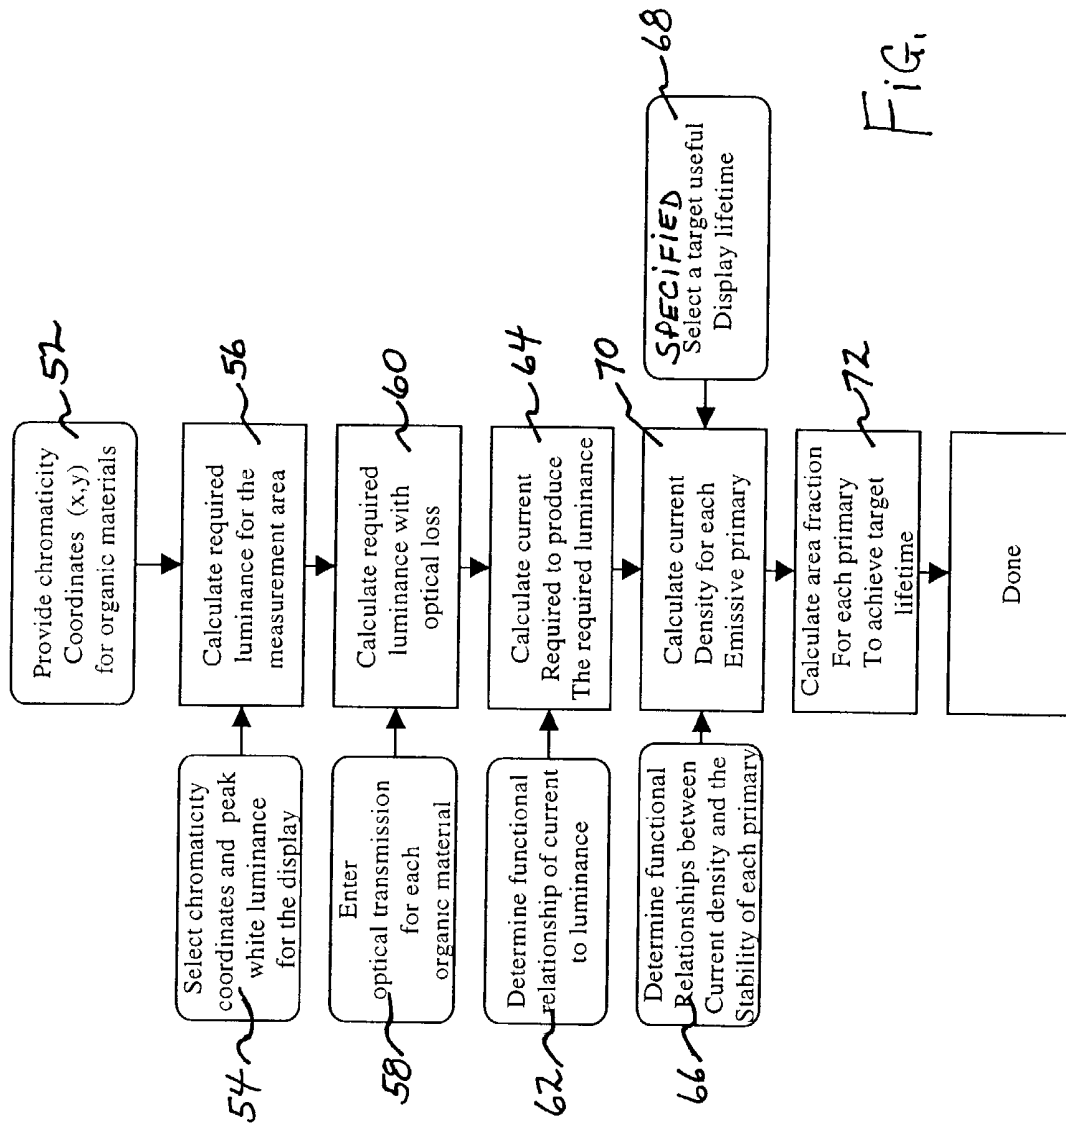 52
Provide chromaticity
Coordinates (x,y)
for organic materials
54
Select chromaticity
coordinates and peak
white luminance
for the display
56
Calculate required
luminance for the
measurement area
58
Enter
optical transmission
for each
organic material
60
Calculate required
luminance with
optical loss
62
Determine functional
relationship of current
to luminance
64
Calculate current
Required to produce
The required luminance
66
Determine functional
Relationships between
Current density and the
Stability of each primary
70
Calculate current
Density for each
Emissive primary
68
SPECIFIED
Select a target useful
Display lifetime
72
Calculate area fraction
For each primary
To achieve target
lifetime
Done
FiG.